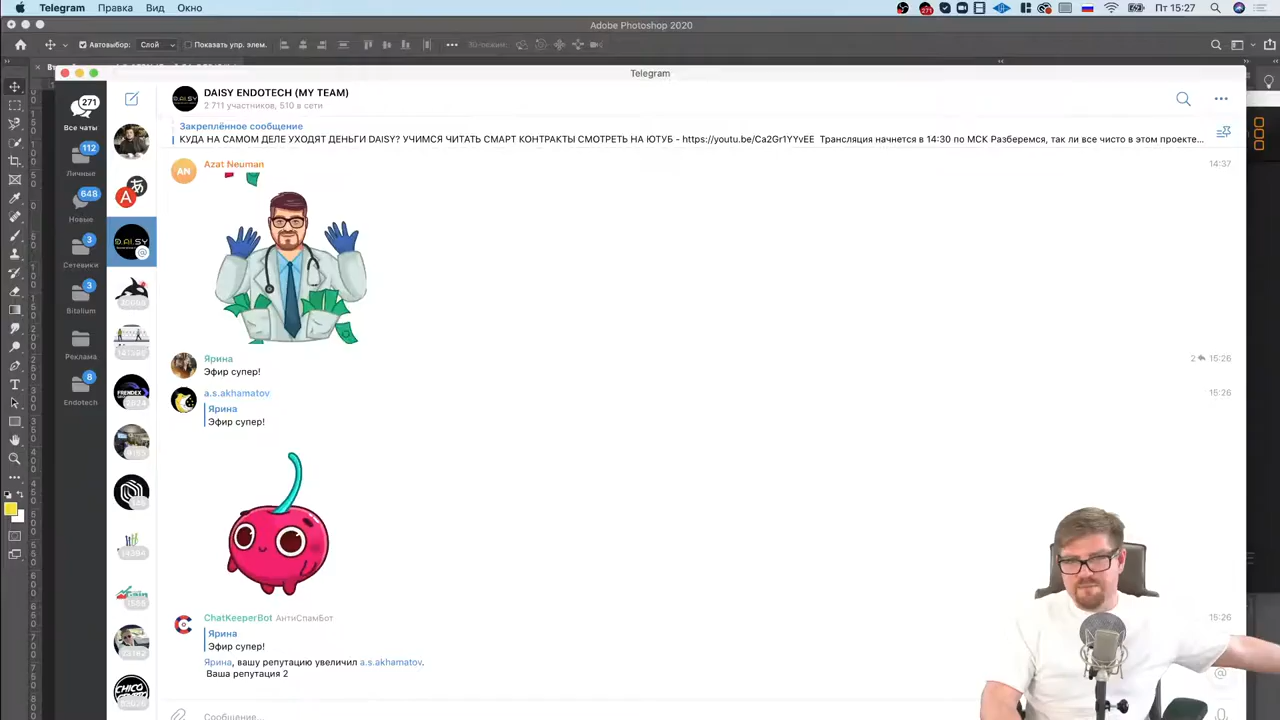 Telegram Правка Вид Окно
271
Пт 15:27
Adobe Photoshop 2020
Автовыбор: Слой
Показать упр. элем.
3D-режим:
Telegram
271
Все чаты
112
Личные
648
Новые
3
Сетевики
3
Bitalium
Реклама
8
Endotech
DAISY ENDOTECH (MY TEAM)
2 711 участников, 510 в сети
Закреплённое сообщение
КУДА НА САМОМ ДЕЛЕ УХОДЯТ ДЕНЬГИ DAISY? УЧИМСЯ ЧИТАТЬ СМАРТ КОНТРАКТЫ СМОТРЕТЬ НА ЮТУБ - https://youtu.be/Ca2Gr1YYvEE Трансляция начнется в 14:30 по МСК Разберемся, так ли все чисто в этом проекте...
AN
Azat Neuman
14:37
Ярина
2 15:26
Эфир супер!
a.s.akhamatov
15:26
Ярина
Эфир супер!
ChatKeeperBot АнтиСпамБот
15:26
Ярина
Эфир супер!
Ярина, вашу репутацию увеличил a.s.akhamatov.
Ваша репутация 2
Сообщение...